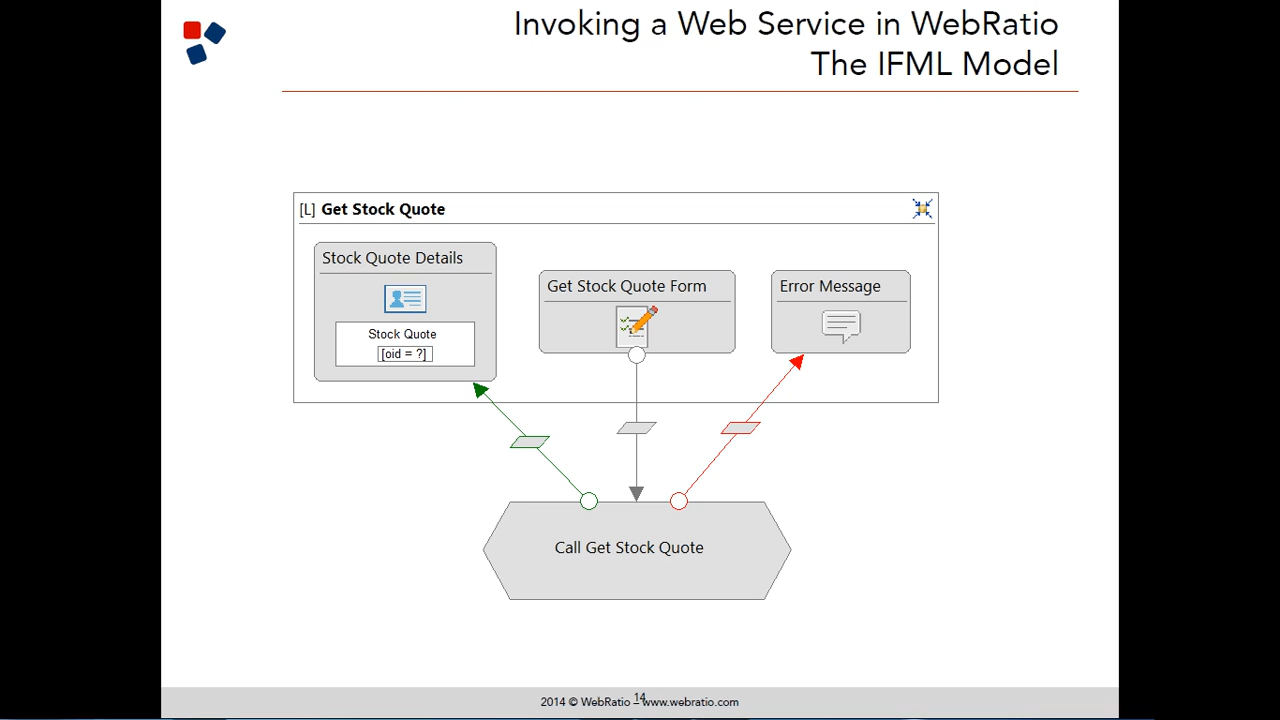 Invoking a Web Service in WebRatio
The IFML Model
[L] Get Stock Quote
Stock Quote Details
Stock Quote
[oid = ?]
Get Stock Quote Form
Error Message
Call Get Stock Quote
2014 © WebRatio – www.webratio.com
14